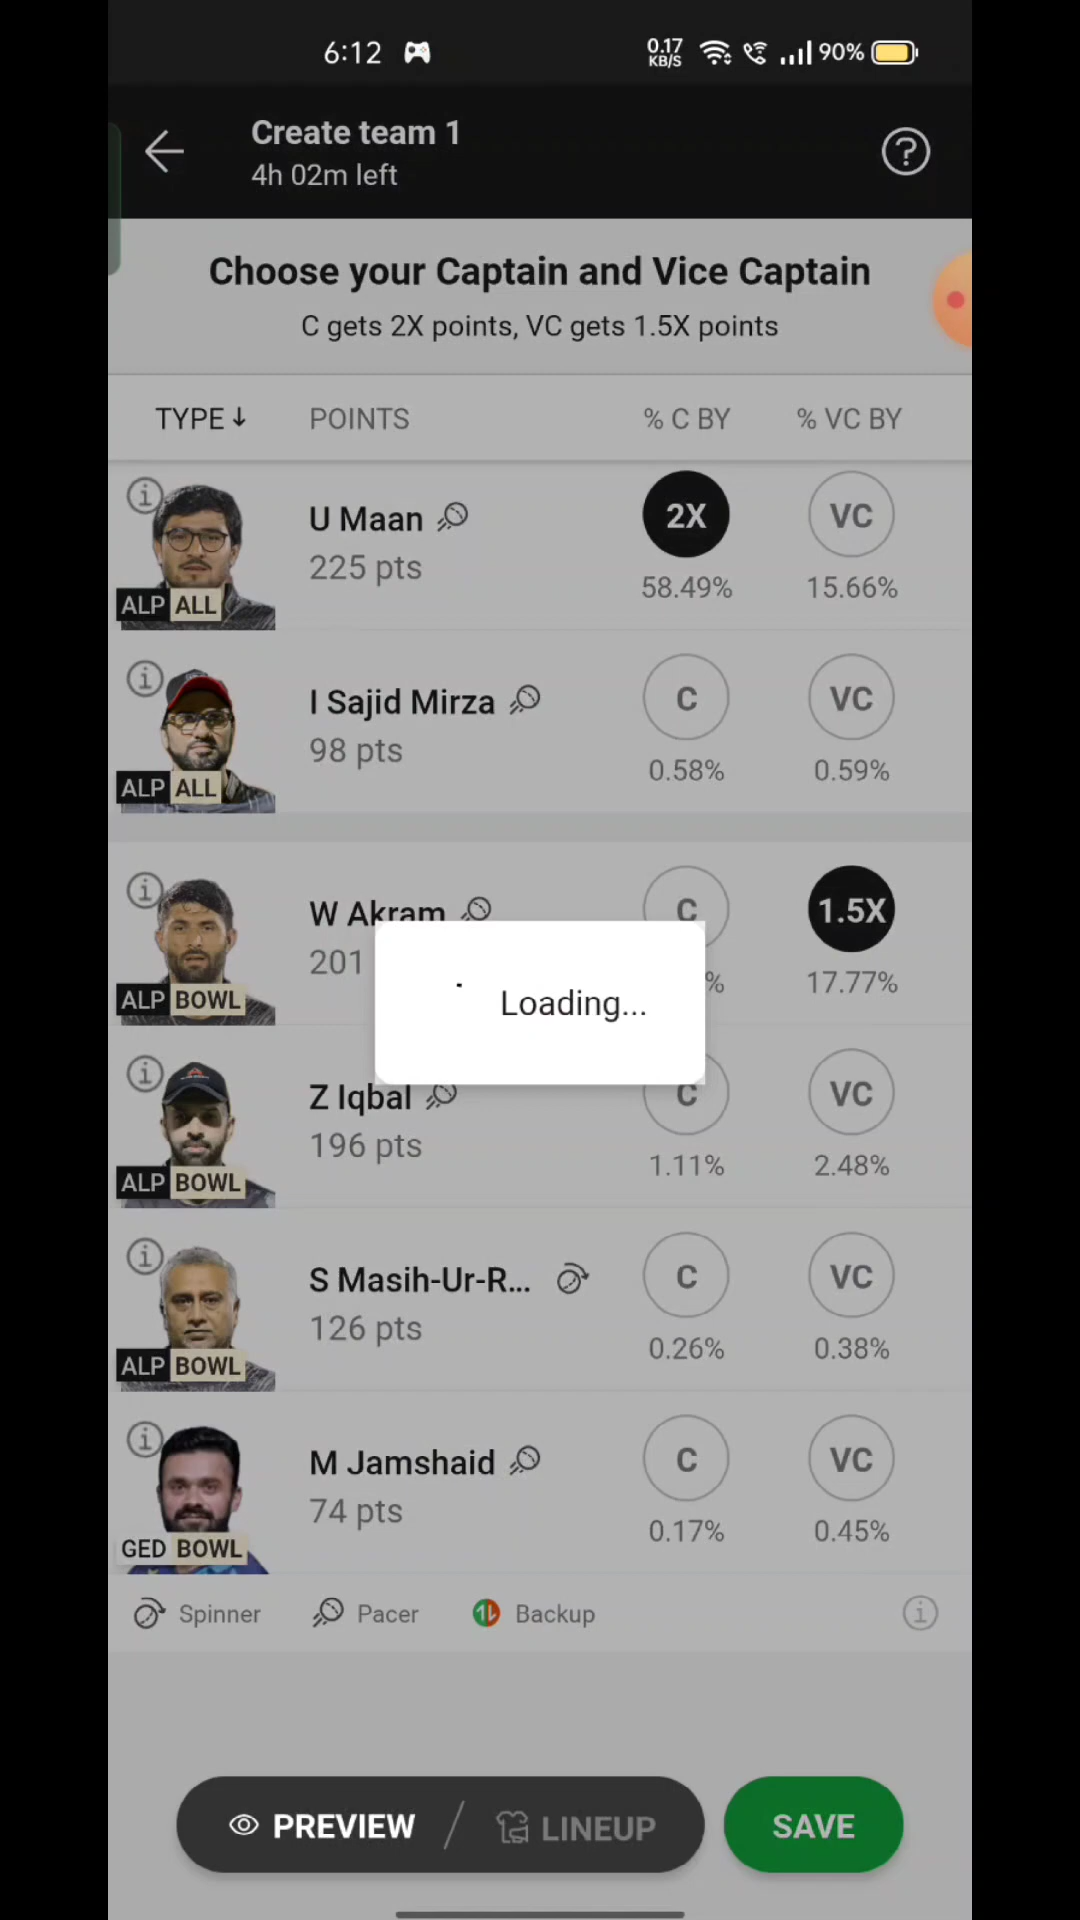 6:12
0.17 KB/S
90%
Create team 1
4h 02m left
Choose your Captain and Vice Captain
C gets 2X points, VC gets 1.5X points
TYPE↓ POINTS % C BY % VC BY
U Maan 2X VC
225 pts 58.49% 15.66%
ALP ALL
I Sajid Mirza C VC
98 pts 0.58% 0.59%
ALP ALL
W Akram C 1.5X
201 % 17.77%
ALP BOWL
Loading...
Z Iqbal C VC
196 pts 1.11% 2.48%
ALP BOWL
S Masih-Ur-R... C VC
126 pts 0.26% 0.38%
ALP BOWL
M Jamshaid C VC
74 pts 0.17% 0.45%
GED BOWL
Spinner Pacer Backup
PREVIEW / LINEUP SAVE